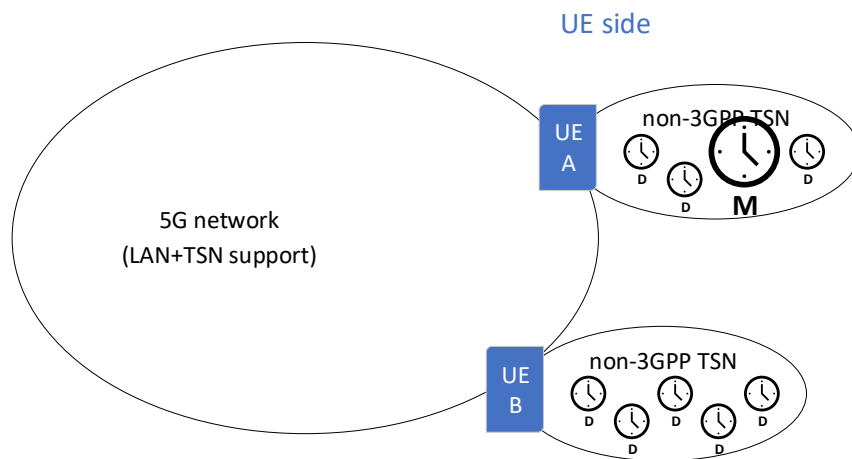 UE side
non-3GPP TSN
UE
A
D
D
M
D
5G network
(LAN+TSN support)
non-3GPP TSN
UE
B
D
D
D
D
D